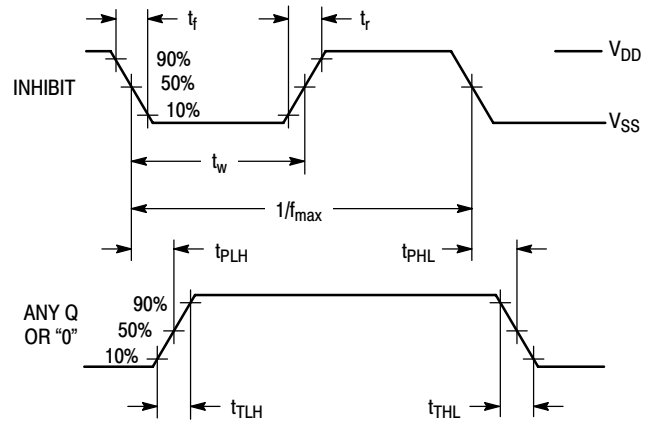 tf
tr
90%
VDD
INHIBIT
50%
10%
VSS
tw
1/fmax
tPLH
tPHL
ANY Q
OR “0”
90%
50%
10%
tTLH
tTHL